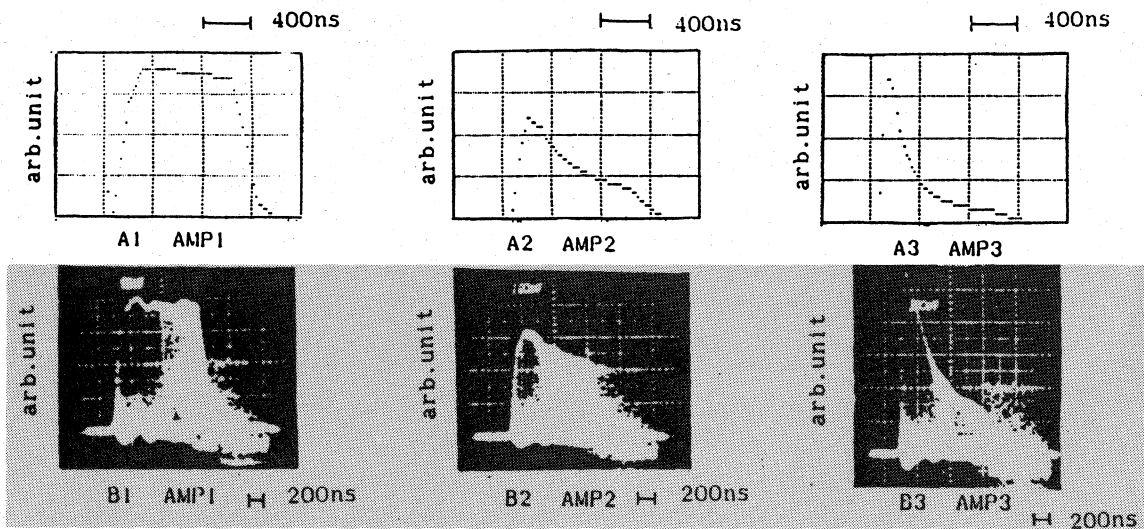 400ns 400ns 400ns
arb.unit arb.unit arb.unit
A1 AMP1 A2 AMP2 A3 AMP3
arb.unit arb.unit arb.unit
B1 AMP1 200ns B2 AMP2 200ns B3 AMP3 200ns